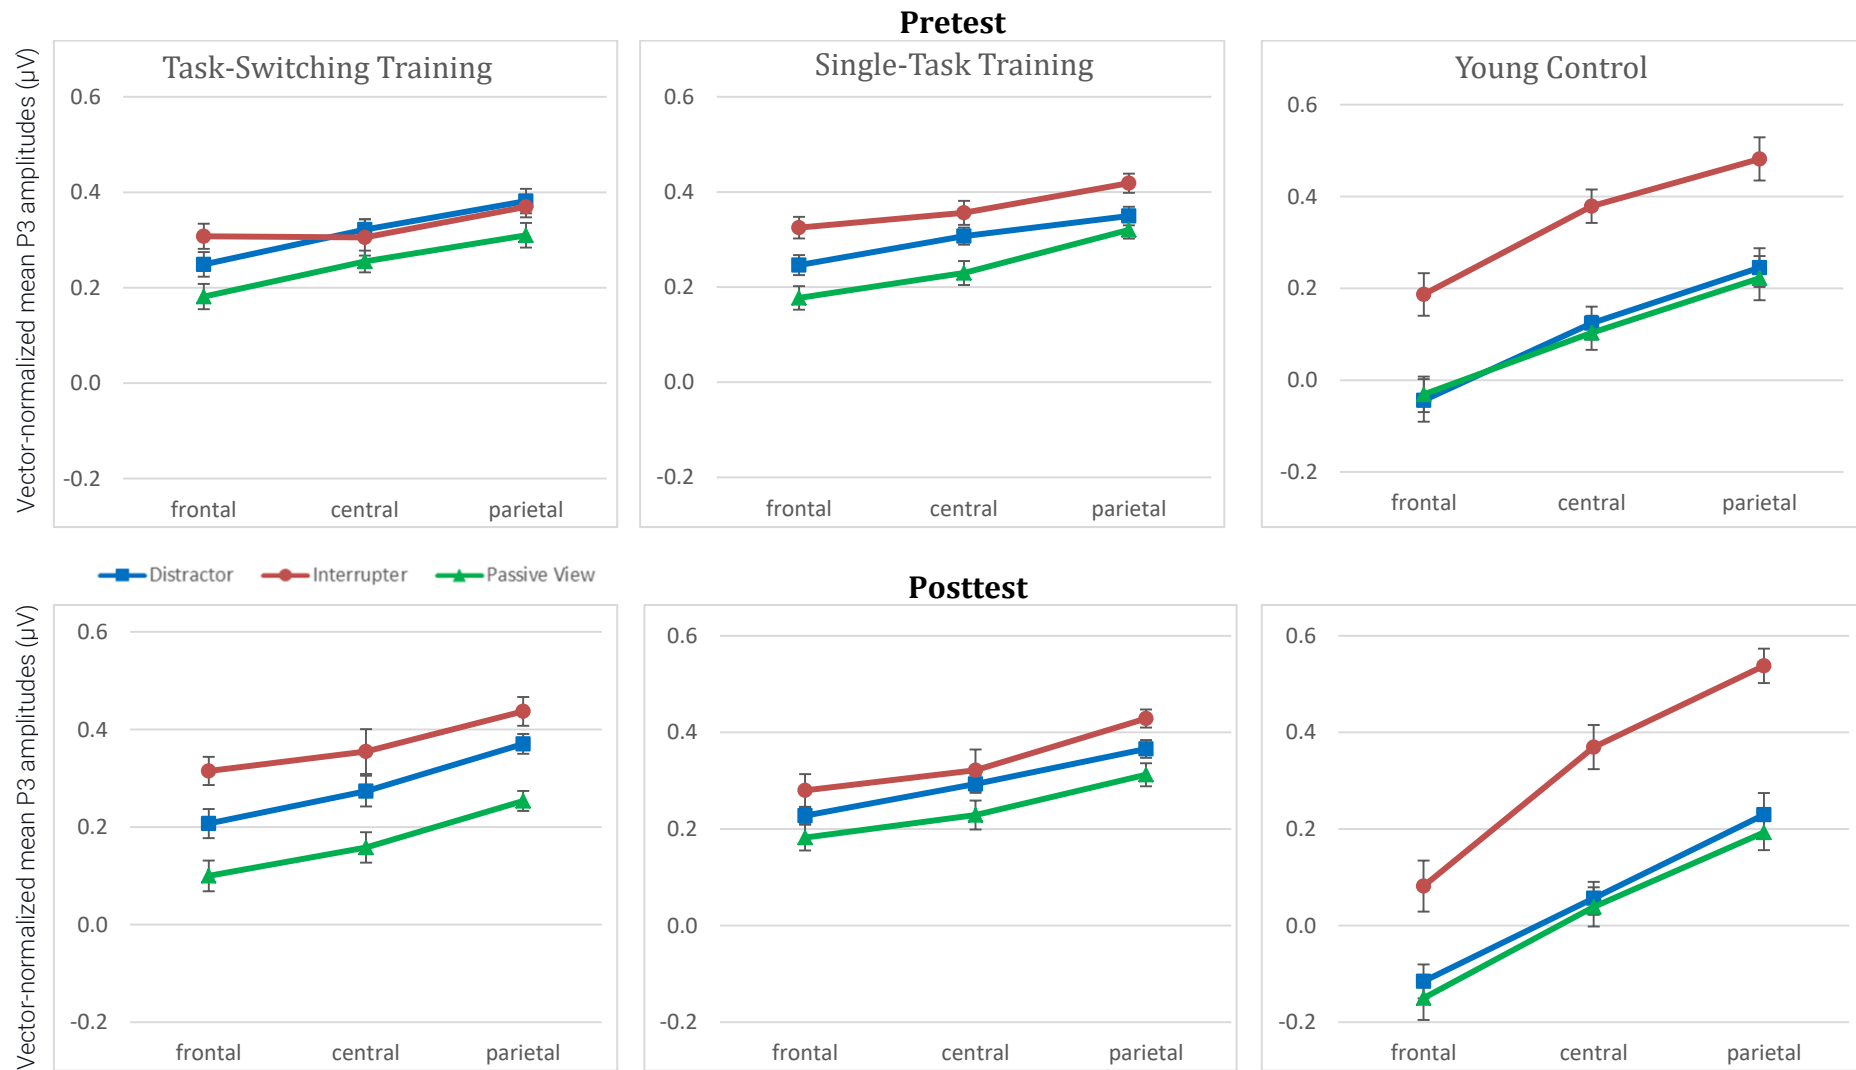 Pretest
Vector-normalized mean P3 amplitudes (µV)
Task-Switching Training
0.6
0.4
0.2
0.0
-0.2
frontal central parietal
Single-Task Training
0.6
0.4
0.2
0.0
-0.2
frontal central parietal
Young Control
0.6
0.4
0.2
0.0
-0.2
frontal central parietal
Distractor Interrupter Passive View
Posttest
Vector-normalized mean P3 amplitudes (µV)
0.6
0.4
0.2
0.0
-0.2
frontal central parietal
0.6
0.4
0.2
0.0
-0.2
frontal central parietal
0.6
0.4
0.2
0.0
-0.2
frontal central parietal